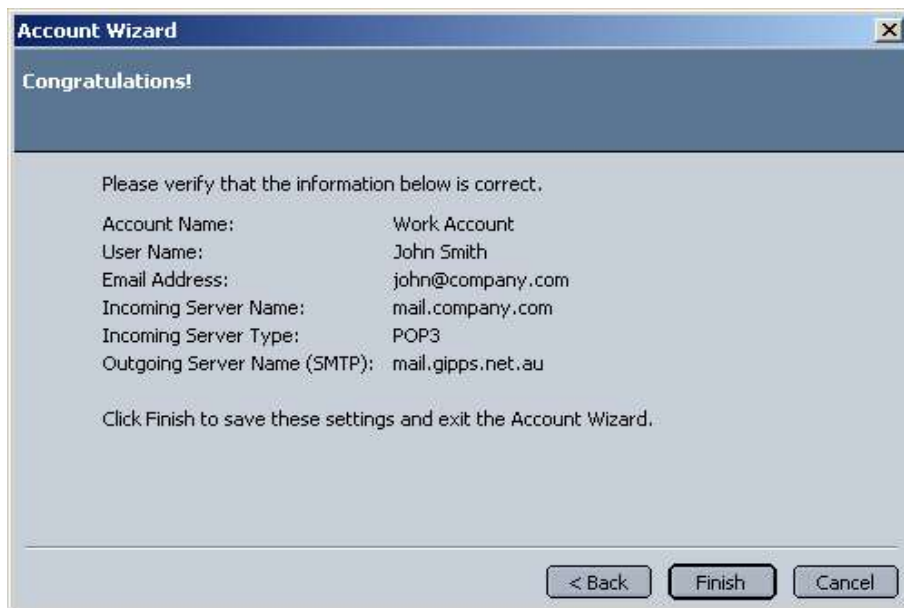 Account Wizard
Congratulations!
Please verify that the information below is correct.
Account Name: Work Account
User Name: John Smith
Email Address: john@company.com
Incoming Server Name: mail.company.com
Incoming Server Type: POP3
Outgoing Server Name (SMTP): mail.gipps.net.au
Click Finish to save these settings and exit the Account Wizard.
< Back Finish Cancel